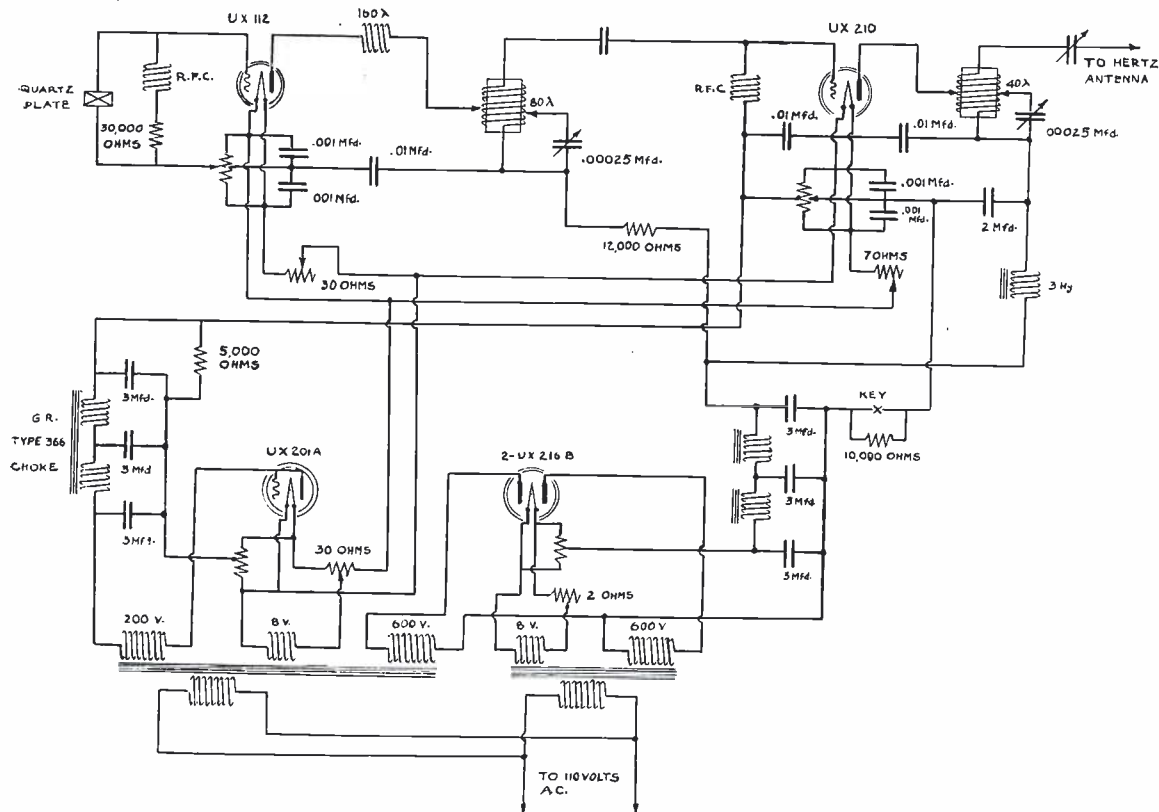 UX 112
160λ
UX 210
TO HERTZ
ANTENNA
R.F.C.
QUARTZ
PLATE
30,000
OHMS
80λ
R.F.C
40λ
.001 Mfd.
.01 Mfd.
001 Mfd.
.00025 Mfd.
.01 Mfd.
.01 Mfd.
00025 Mfd.
.001 Mfd.
.001
Mfd.
2 Mfd.
12,000 OHMS
30 OHMS
7 OHMS
3 Hy
5,000
OHMS
3 Mfd.
G.R.
TYPE 366
CHOKE
3 Mfd
3 Mfd.
UX 201A
2-UX 216 B
3 Mfd.
KEY
10,000 OHMS
3 Mfd
3 Mfd.
30 OHMS
2 OHMS
200 V.
8 V.
600 V.
8 V.
600 V
TO 110 VOLTS
A.C.